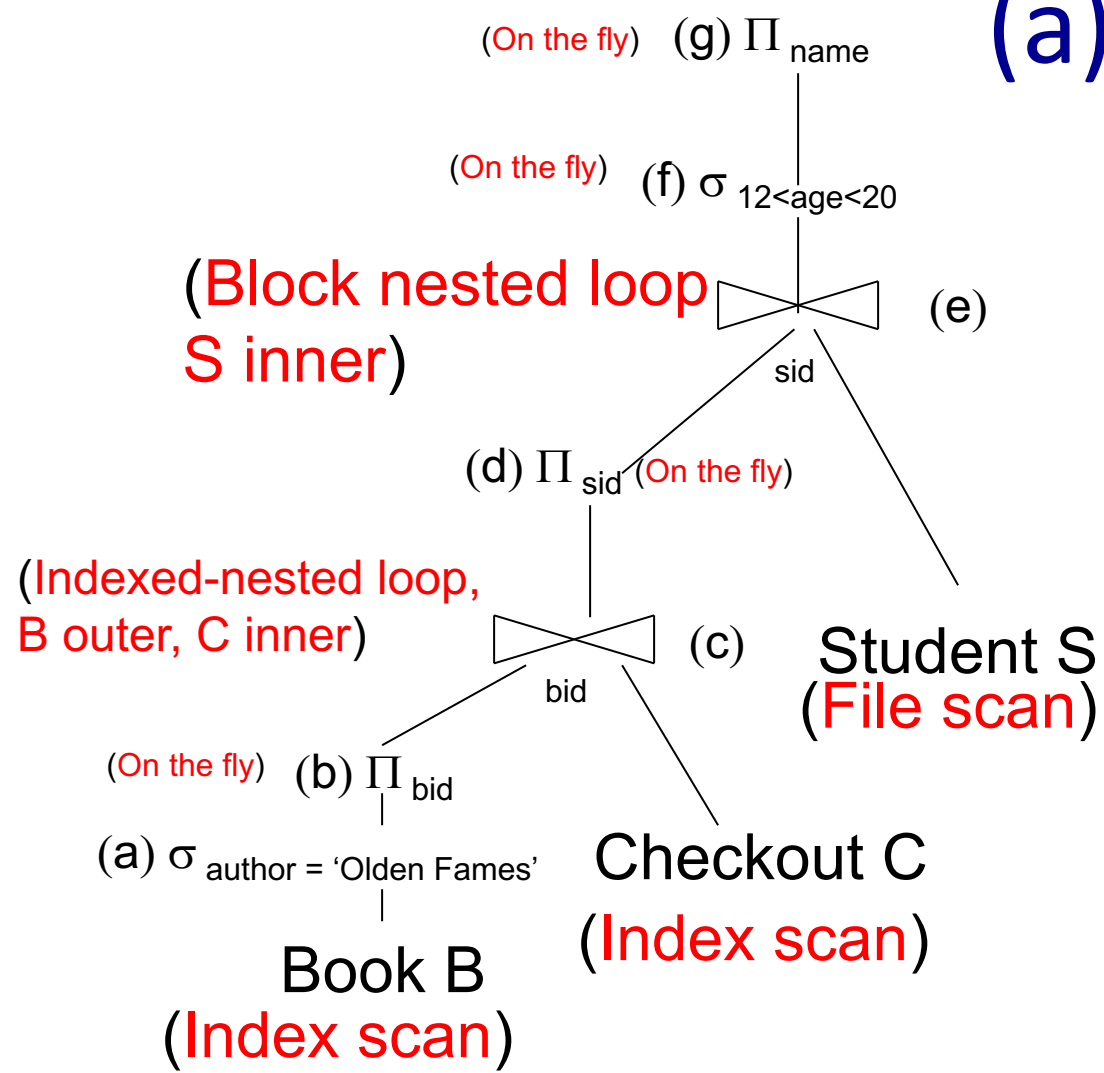 (a)
(On the fly) (g) Π name
(On the fly) (f) σ 12<age<20
(Block nested loop
S inner)
(e)
sid
(d) Π sid (On the fly)
(Indexed-nested loop,
B outer, C inner)
(c)
bid
Student S
(File scan)
(On the fly) (b) Π bid
(a) σ author = ‘Olden Fames’
Checkout C
(Index scan)
Book B
(Index scan)